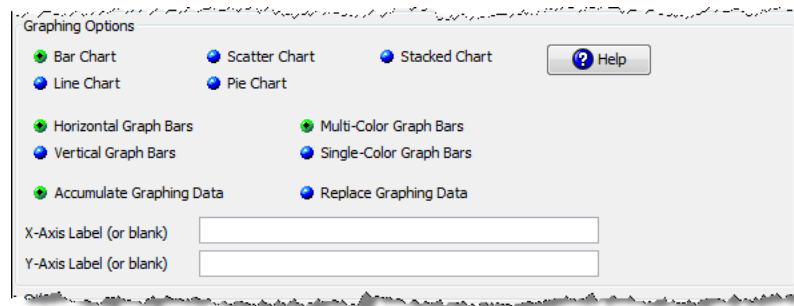 Graphing Options
Bar Chart Scatter Chart Stacked Chart Help
Line Chart Pie Chart
Horizontal Graph Bars Multi-Color Graph Bars
Vertical Graph Bars Single-Color Graph Bars
Accumulate Graphing Data Replace Graphing Data
X-Axis Label (or blank)
Y-Axis Label (or blank)